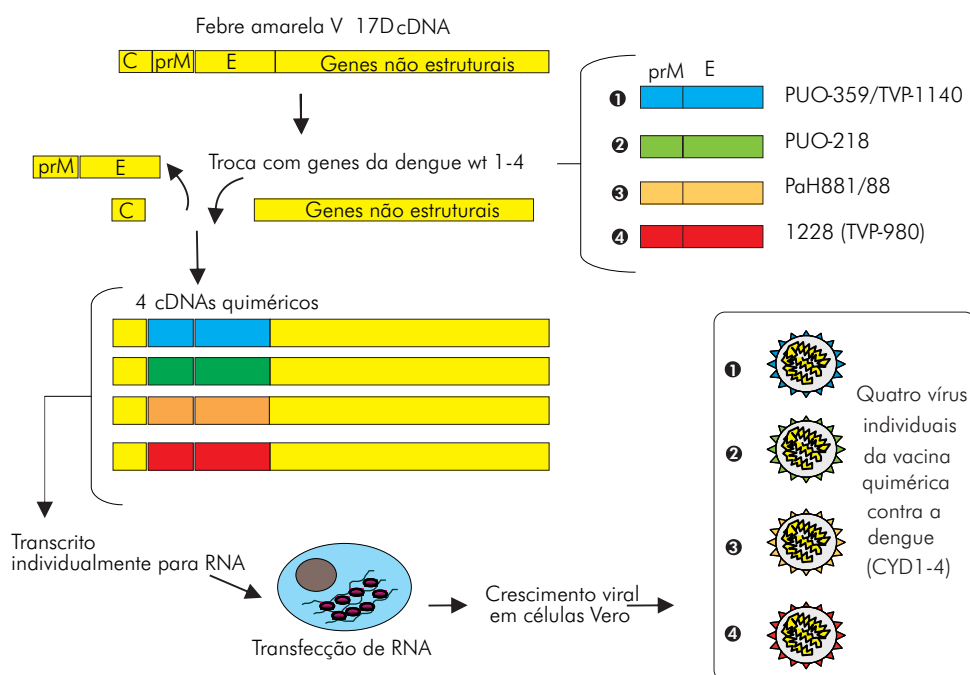 Febre amarela V 17D cDNA
C prM E Genes não estruturais
prM E
❶ PUO-359/TVP-1140
❷ PUO-218
❸ PaH881/88
❹ 1228 (TVP-980)
Troca com genes da dengue wt 1-4
prM E
C Genes não estruturais
4 cDNAs quiméricos
Transcrito
individualmente para RNA
Transfecção de RNA
Crescimento viral
em células Vero
❶
❷
❸
❹
Quatro vírus
individuais
da vacina
quimérica
contra a
dengue
(CYD1-4)